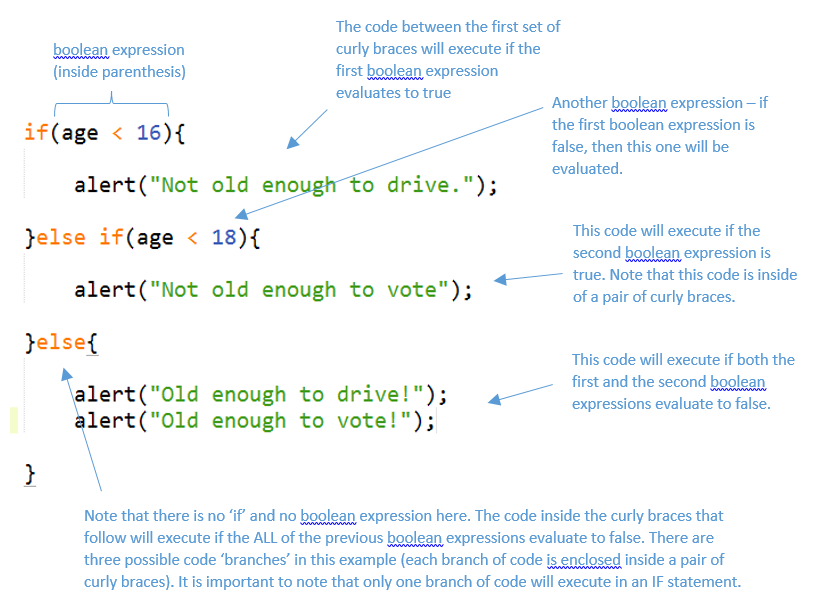 The code between the first set of
curly braces will execute if the
first boolean expression
evaluates to true
boolean expression
(inside parenthesis)
Another boolean expression – if
the first boolean expression is
false, then this one will be
evaluated.
if(age < 16){
alert("Not old enough to drive.");
}else if(age < 18){
This code will execute if the
second boolean expression is
true. Note that this code is inside
of a pair of curly braces.
alert("Not old enough to vote");
}else{
This code will execute if both the
first and the second boolean
expressions evaluate to false.
alert("Old enough to drive!");
alert("Old enough to vote!");
}
Note that there is no ‘if’ and no boolean expression here. The code inside the curly braces that
follow will execute if the ALL of the previous boolean expressions evaluate to false. There are
three possible code ‘branches’ in this example (each branch of code is enclosed inside a pair of
curly braces). It is important to note that only one branch of code will execute in an IF statement.